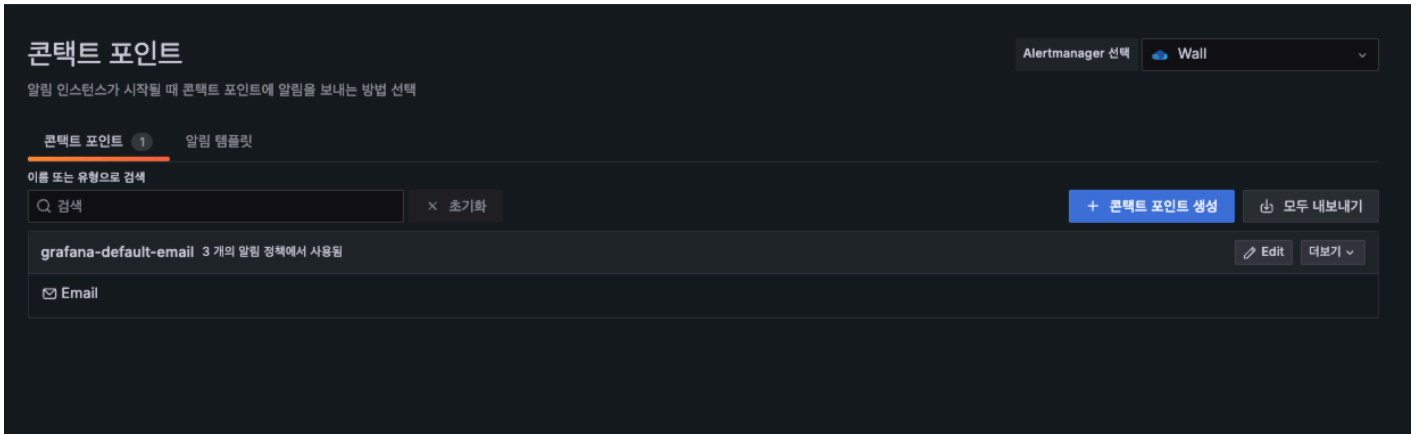 콘택트 포인트
Alertmanager 선택
Wall
알림 인스턴스가 시작될 때 콘택트 포인트에 알림을 보내는 방법 선택
콘택트 포인트 1
알림 템플릿
이름 또는 유형으로 검색
검색
초기화
콘택트 포인트 생성
모두 내보내기
grafana-default-email 3 개의 알림 정책에서 사용됨
Edit
더보기
Email